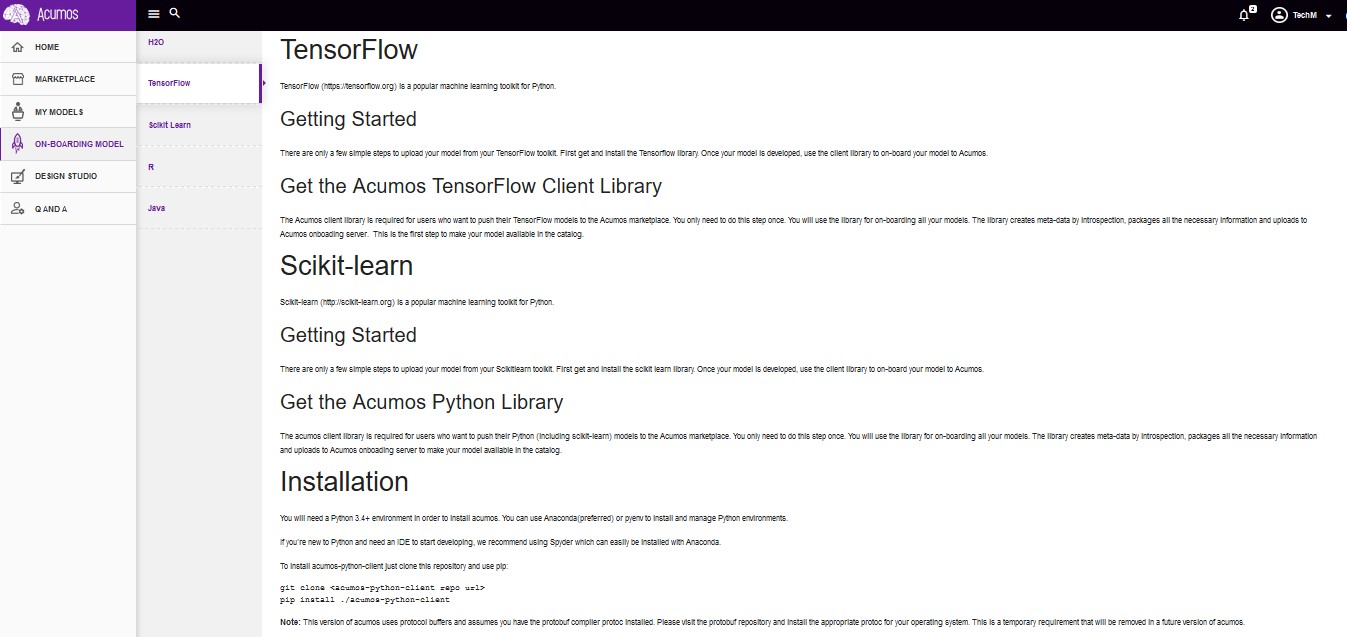 Acumos
2
TechM
HOME
MARKETPLACE
MY MODELS
ON-BOARDING MODEL
DESIGN STUDIO
Q AND A
H2O
TensorFlow
Scikit Learn
R
Java
TensorFlow
TensorFlow (https://tensorflow.org) is a popular machine learning toolkit for Python.
Getting Started
There are only a few simple steps to upload your model from your TensorFlow toolkit. First get and install the Tensorflow library. Once your model is developed, use the client library to on-board your model to Acumos.
Get the Acumos TensorFlow Client Library
The Acumos client library is required for users who want to push their TensorFlow models to the Acumos marketplace. You only need to do this step once. You will use the library for on-boarding all your models. The library creates meta-data by introspection, packages all the necessary information and uploads to
Acumos onboading server. This is the first step to make your model available in the catalog.
Scikit-learn
Scikit-learn (http://scikit-learn.org) is a popular machine learning toolkit for Python.
Getting Started
There are only a few simple steps to upload your model from your Scikitlearn toolkit. First get and install the scikit learn library. Once your model is developed, use the client library to on-board your model to Acumos.
Get the Acumos Python Library
The acumos client library is required for users who want to push their Python (including scikit-learn) models to the Acumos marketplace. You only need to do this step once. You will use the library for on-boarding all your models. The library creates meta-data by introspection, packages all the necessary information
and uploads to Acumos onboading server to make your model available in the catalog.
Installation
You will need a Python 3.4+ environment in order to install acumos. You can use Anaconda(preferred) or pyenv to install and manage Python environments.
If you're new to Python and need an IDE to start developing, we recommend using Spyder which can easily be installed with Anaconda.
To install acumos-python-client just clone this repository and use pip:
git clone <acumos-python-client repo url>
pip install ./acumos-python-client
Note: This version of acumos uses protocol buffers and assumes you have the protobuf compiler protoc installed. Please visit the protobuf repository and install the appropriate protoc for your operating system. This is a temporary requirement that will be removed in a future version of acumos.